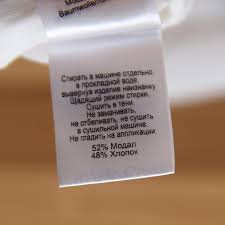 Baumwolle/
Стирать в машине отдельно
в прохладной воде,
вывернув изделие наизнанку
Щадящий режим стирки.
Сушить в тени.
Не замачивать,
не отбеливать, не сушить
в сушильной машине.
Не гладить на аппликации
52% Модал
48% Хлопок